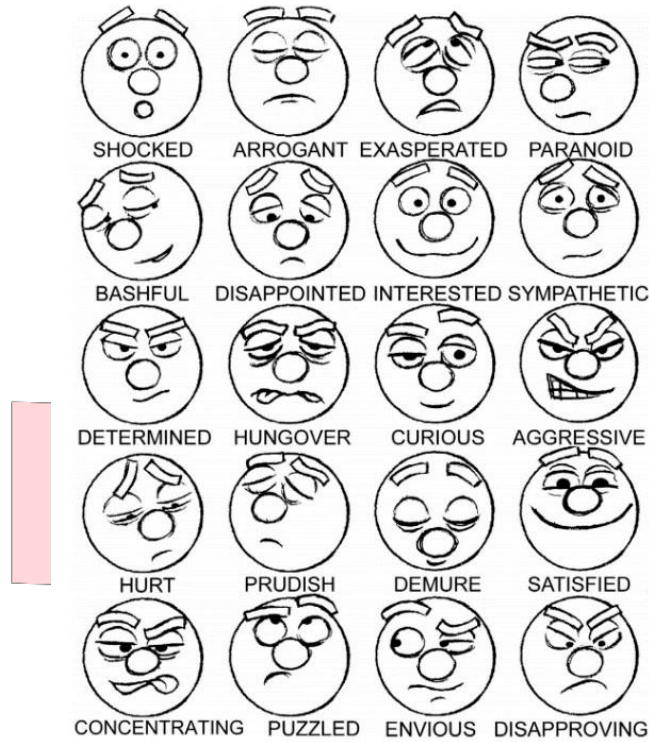 SHOCKED ARROGANT EXASPERATED PARANOID
BASHFUL DISAPPOINTED INTERESTED SYMPATHETIC
DETERMINED HUNGOVER CURIOUS AGGRESSIVE
HURT PRUDISH DEMURE SATISFIED
CONCENTRATING PUZZLED ENVIOUS DISAPPROVING